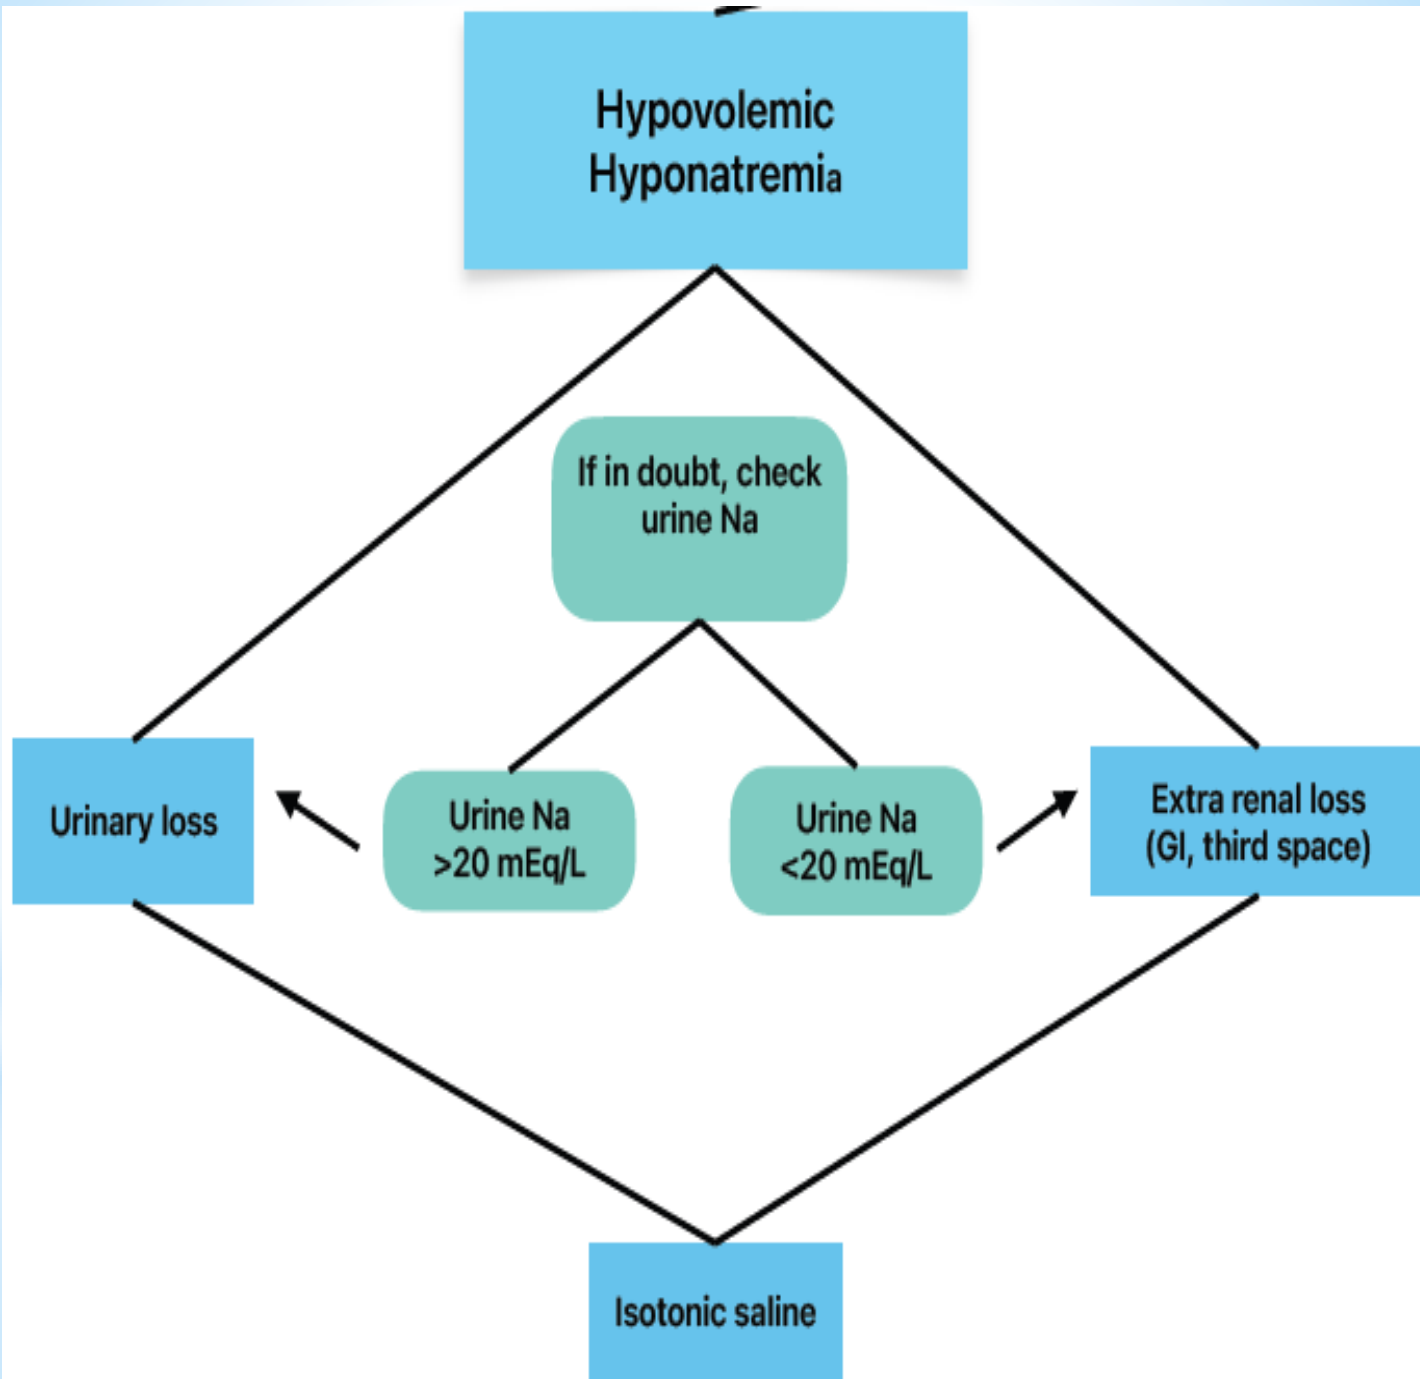 Hypovolemic
Hyponatremia
If in doubt, check
urine Na
Urinary loss
Urine Na
>20 mEq/L
Urine Na
<20 mEq/L
Extra renal loss
(GI, third space)
Isotonic saline